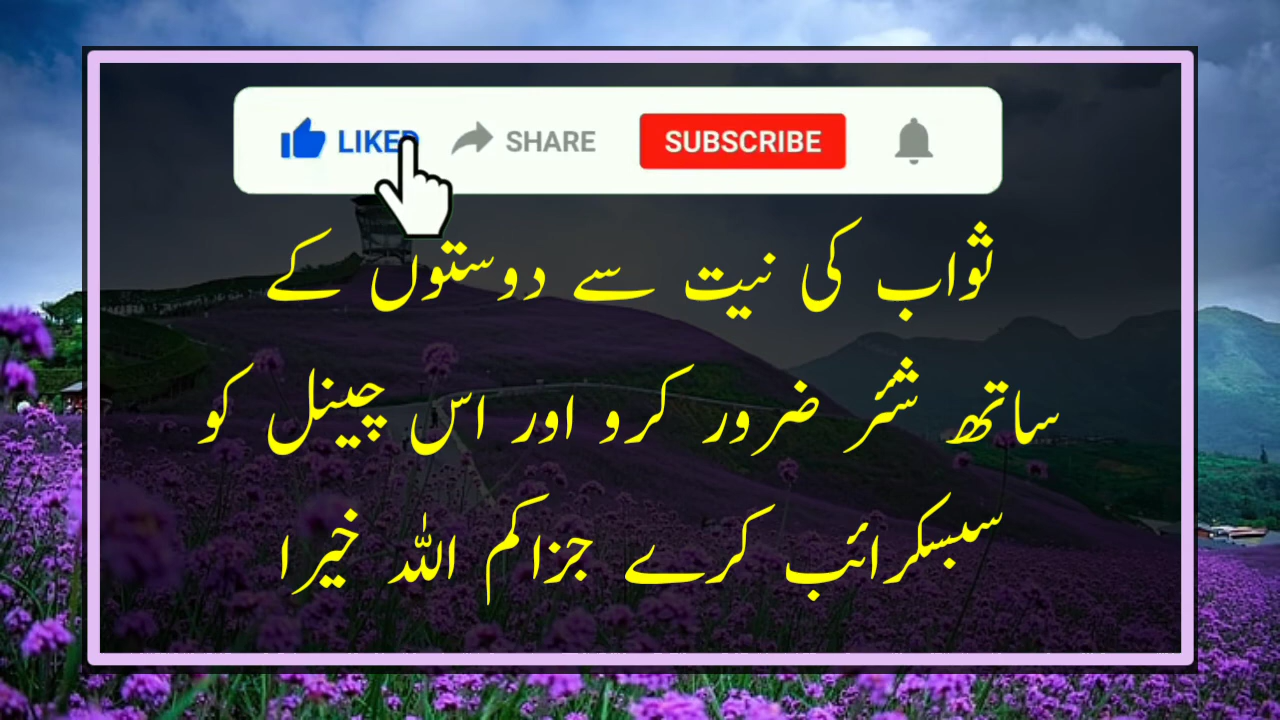 LIKED SHARE SUBSCRIBE
ثواب کی نیت سے دوستوں کے
ساتھ شئر ضرور کرو اور اس چینل کو
سبسکرائب کرے جزاکم اللہ خیرا